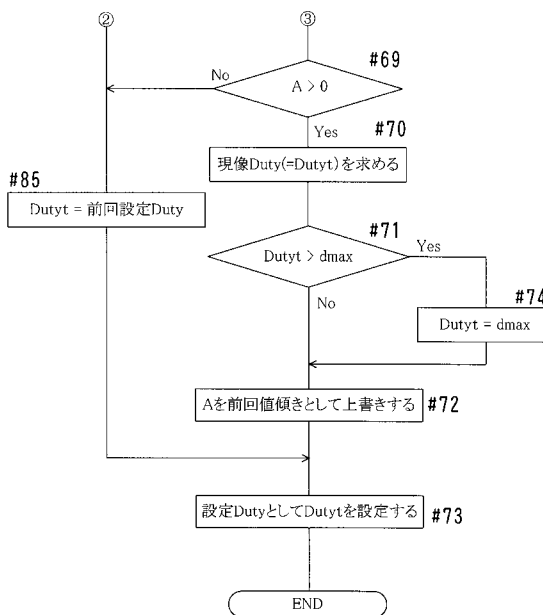 ②
③
#69
No
A > 0
Yes
#70
現像Duty(=Dutyt)を求める
#85
Dutyt = 前回設定Duty
#71
Dutyt > dmax
Yes
No
#74
Dutyt = dmax
Aを前回値傾きとして上書きする
#72
設定DutyとしてDutytを設定する
#73
END